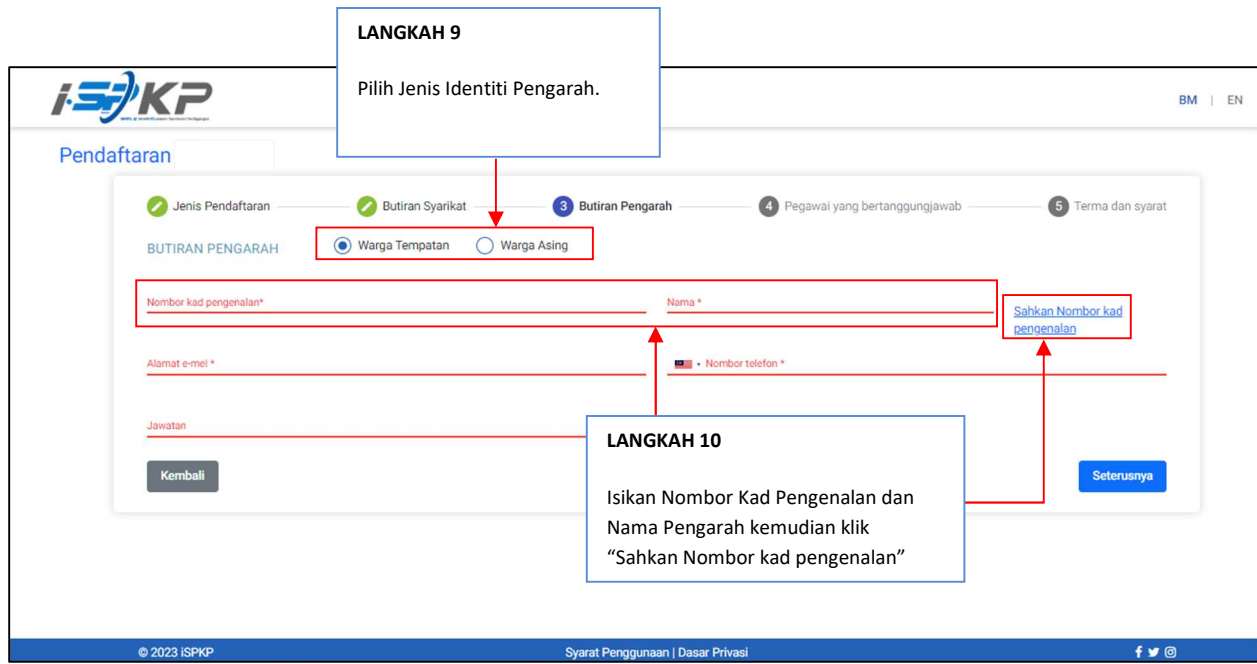 LANGKAH 9
Pilih Jenis Identiti Pengarah.
i-SPKP
BM | EN
Pendaftaran
Jenis Pendaftaran
Butiran Syarikat
3 Butiran Pengarah
4 Pegawai yang bertanggungjawab
5 Terma dan syarat
BUTIRAN PENGARAH
Warga Tempatan
Warga Asing
Nombor kad pengenalan*
Nama *
Sahkan Nombor kad
pengenalan
Alamat e-mel *
Nombor telefon *
Jawatan
LANGKAH 10
Isikan Nombor Kad Pengenalan dan
Nama Pengarah kemudian klik
“Sahkan Nombor kad pengenalan”
Kembali
Seterusnya
© 2023 iSPKP
Syarat Penggunaan | Dasar Privasi